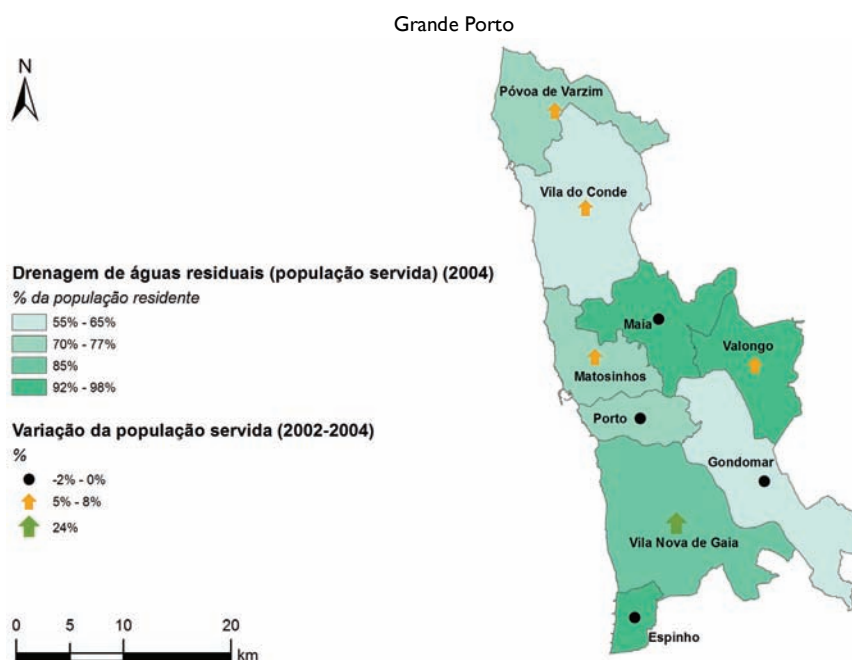 Grande Porto
N
Póvoa de Varzim
Vila do Conde
Drenagem de águas residuais (população servida) (2004)
% da população residente
55% - 65%
70% - 77%
85%
92% - 98%
Maia
Valongo
Matosinhos
Porto
Gondomar
Vila Nova de Gaia
Espinho
Variação da população servida (2002-2004)
%
-2% - 0%
5% - 8%
24%
0 5 10 20
km